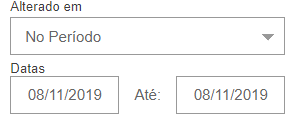 Alterado em
No Período
Datas
08/11/2019 Até: 08/11/2019